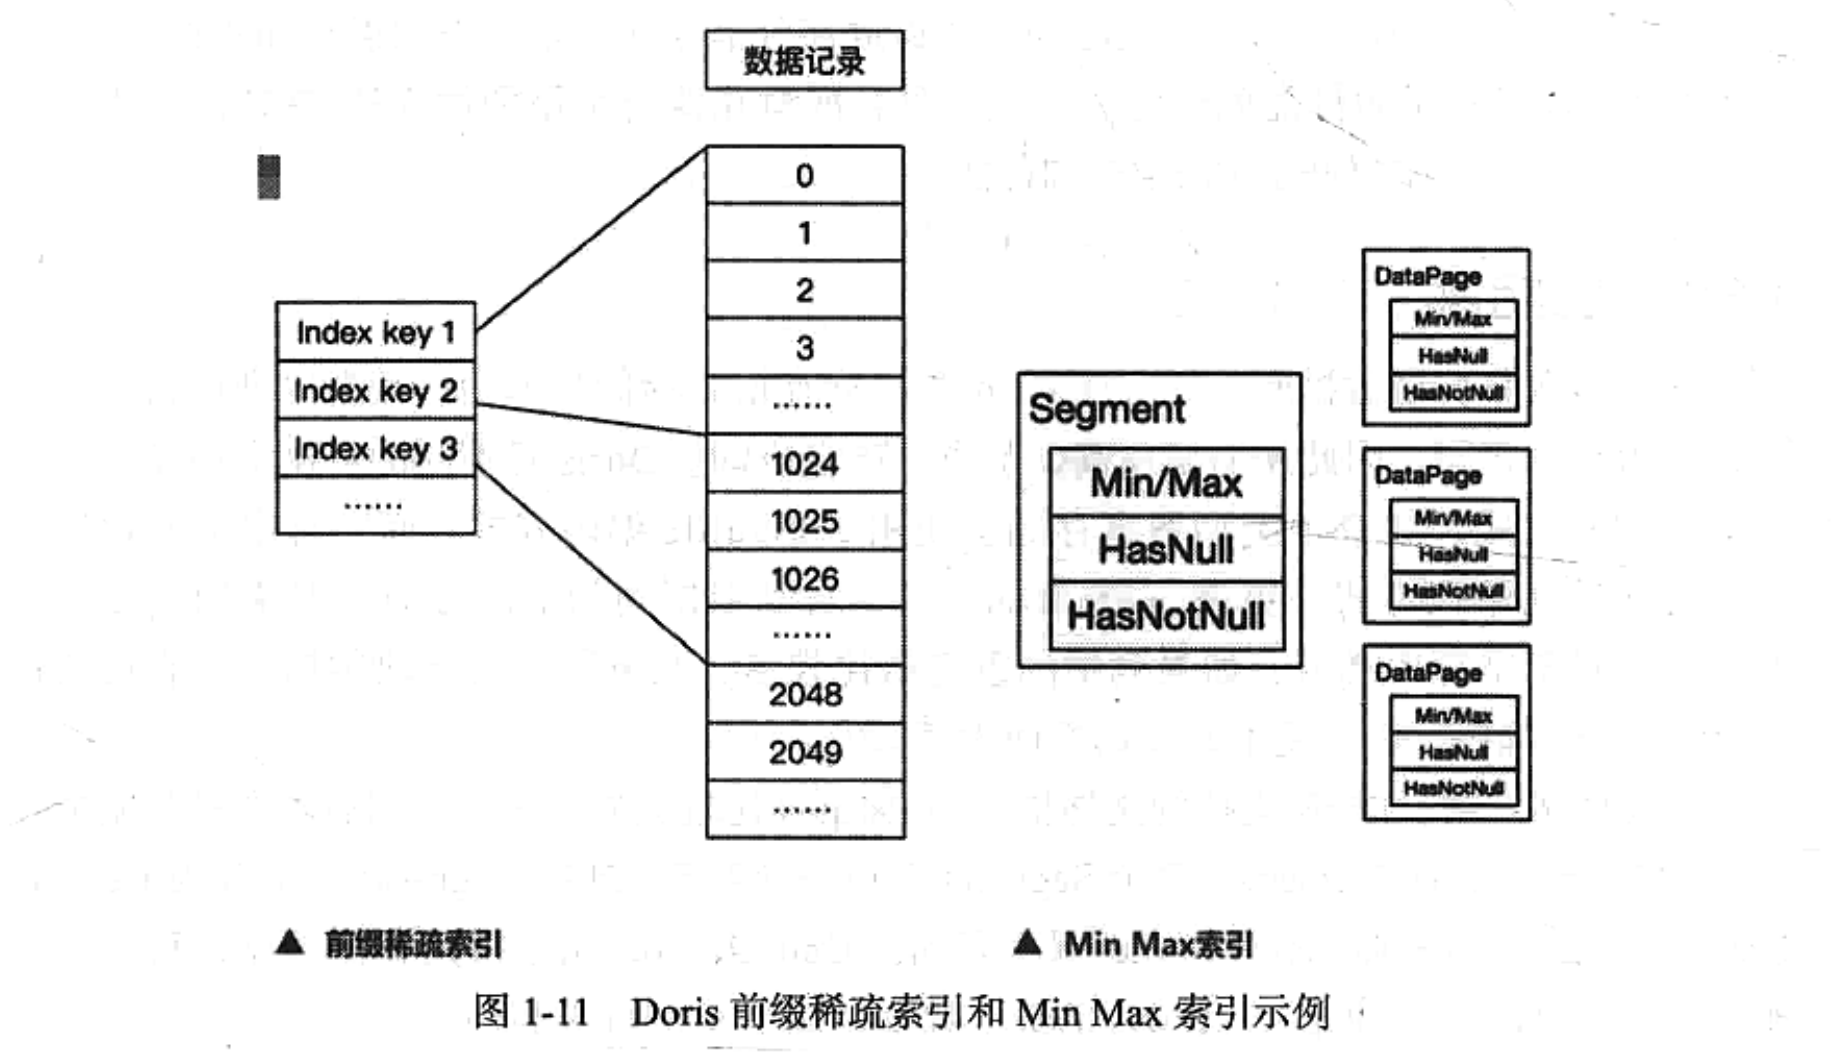 数据记录
0
1
2
3
……
1024
1025
1026
……
2048
2049
……
Index key 1
Index key 2
Index key 3
……
Segment
Min/Max
HasNull
HasNotNull
DataPage
Min/Max
HasNull
HasNotNull
DataPage
Min/Max
HasNull
HasNotNull
DataPage
Min/Max
HasNull
HasNotNull
▲ 前缀稀疏索引
▲ Min Max索引
图 1-11 Doris 前缀稀疏索引和 Min Max 索引示例